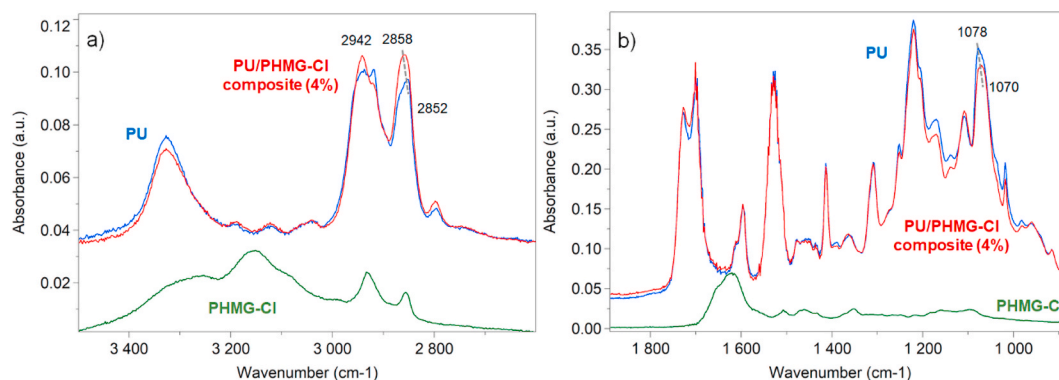 a)
0.12
0.10
0.08
0.06
0.04
0.02
Absorbance (a.u.)
2942
2858
2852
PU/PHMG-Cl
composite (4%)
PU
PHMG-Cl
3 400
3 200
3 000
2 800
Wavenumber (cm-1)
b)
0.35
0.30
0.25
0.20
0.15
0.10
0.05
0.00
Absorbance (a.u.)
PU
1078
1070
PU/PHMG-Cl
composite (4%)
PHMG-C
1 800
1 600
1 400
1 200
1 000
Wavenumber (cm-1)